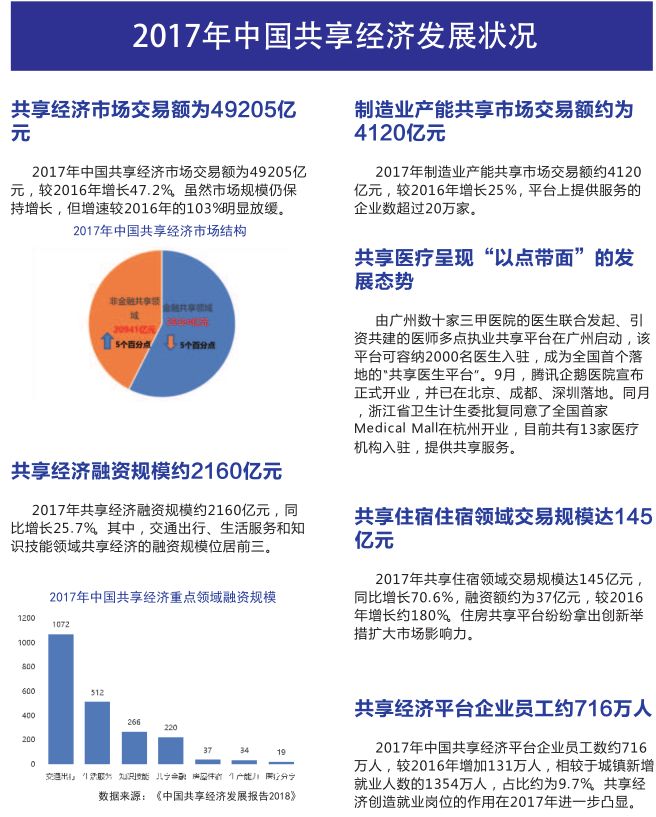 2017年中国共享经济发展状况
共享经济市场交易额为49205亿
元
2017年中国共享经济市场交易额为49205亿
元，较2016年增长47.2%。虽然市场规模仍保
持增长，但增速较2016年的103%明显放缓。
2017年中国共享经济市场结构
非金融共享领
域
20941亿元
5个百分点
金融共享领域
5个百分点
共享经济融资规模约2160亿元
2017年共享经济融资规模约2160亿元，同
比增长25.7%。其中，交通出行、生活服务和知
识技能领域共享经济的融资规模位居前三。
2017年中国共享经济重点领域融资规模
1200
1000
800
600
400
200
0
1072
512
266
220
37
34
19
交通出行
生活服务
知识技能
共享金融
房屋住宿
生产能力
医疗分享
数据来源：《中国共享经济发展报告2018》
制造业产能共享市场交易额约为
4120亿元
2017年制造业产能共享市场交易额约4120
亿元，较2016年增长25%，平台上提供服务的
企业数超过20万家。
共享医疗呈现“以点带面”的发
展态势
由广州数十家三甲医院的医生联合发起、引
资共建的医师多点执业共享平台在广州启动，该
平台可容纳2000名医生入驻，成为全国首个落
地的“共享医生平台”。9月，腾讯企鹅医院宣布
正式开业，并已在北京、成都、深圳落地。同月
，浙江省卫生计生委批复同意了全国首家
Medical Mall在杭州开业，目前共有13家医疗
机构入驻，提供共享服务。
共享住宿住宿领域交易规模达145
亿元
2017年共享住宿领域交易规模达145亿元，
同比增长70.6%，融资额约为37亿元，较2016
年增长约180%。住房共享平台纷纷拿出创新举
措扩大市场影响力。
共享经济平台企业员工约716万人
2017年中国共享经济平台企业员工数约716
万人，较2016年增加131万人，相较于城镇新增
就业人数的1354万人，占比约为9.7%。共享经
济创造就业岗位的作用在2017年进一步凸显。